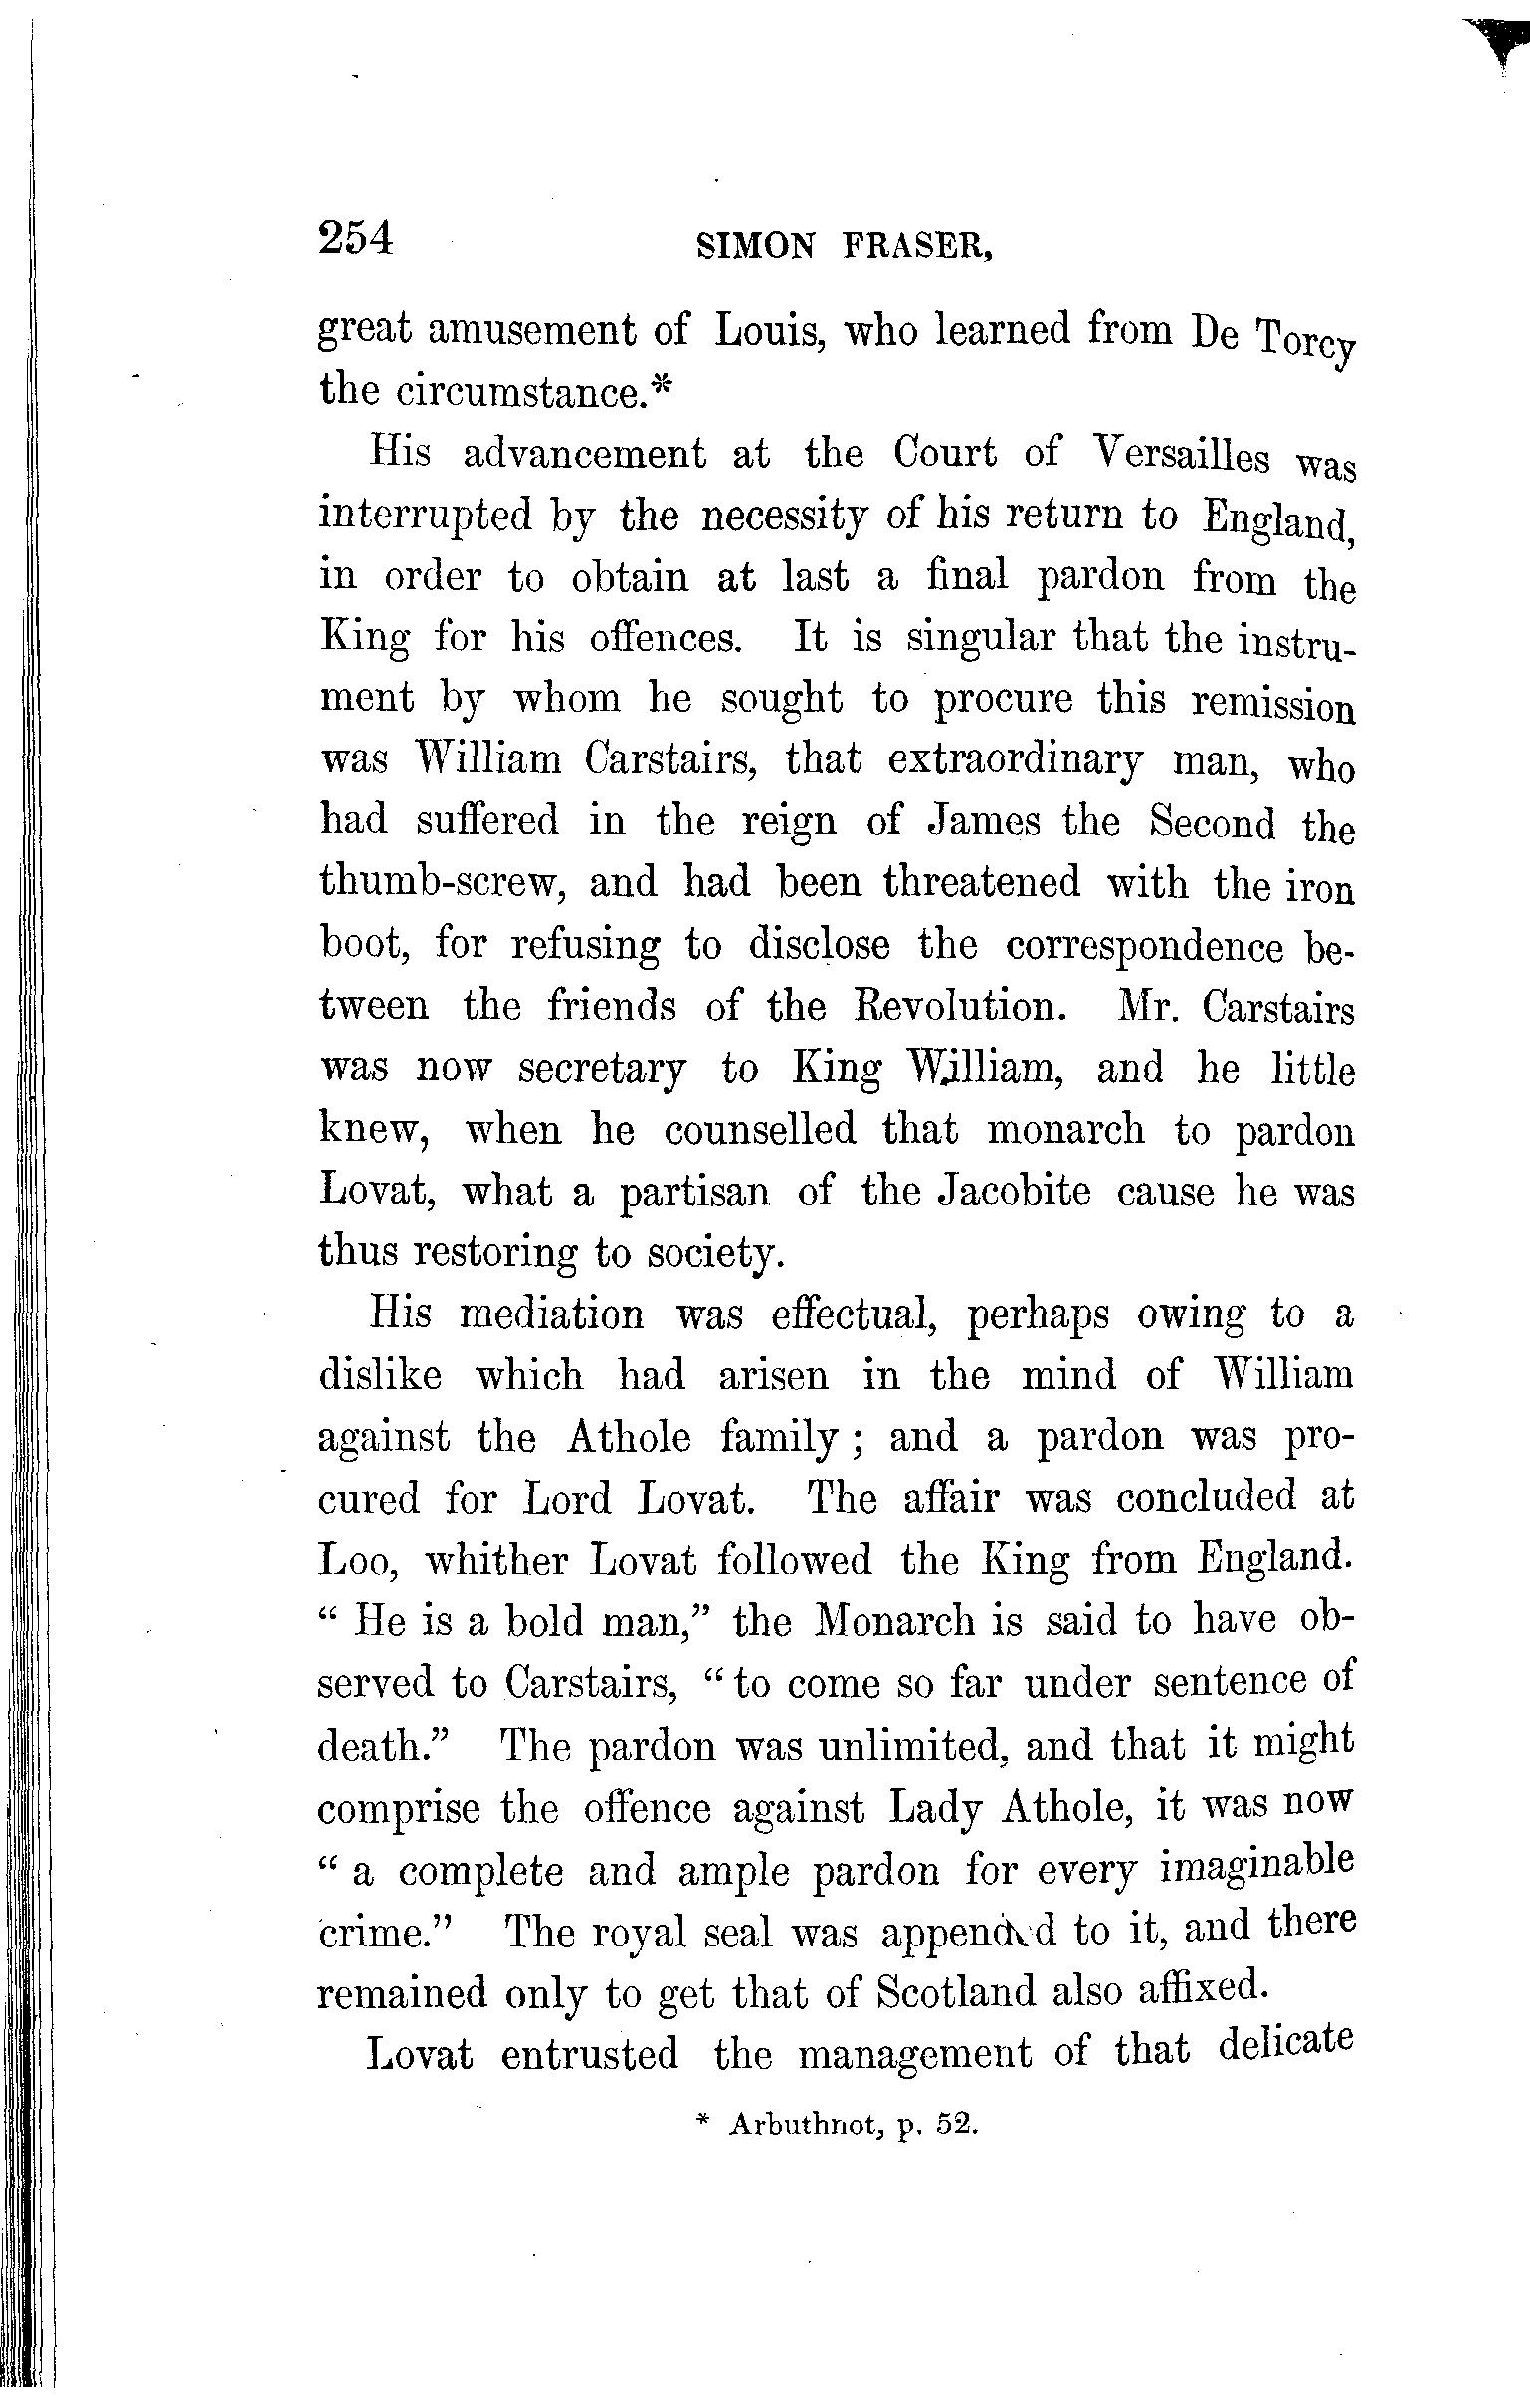 254 SIMON FRASER,
great amusement of Louis, who learned from De Torcy
the circumstance.*
His advancement at the Court of Versailles was
interrupted by the necessity of his return to England,
in order to obtain at last a final pardon from the
King for his offences. It is singular that the instru-
ment by whom he sought to procure this remission
was William Carstairs, that extraordinary man, who
had suffered in the reign of James the Second the
thumb-screw, and had been threatened with the iron
boot, for refusing to disclose the correspondence be-
tween the friends of the Revolution. Mr. Carstairs
was now secretary to King William, and he little
knew, when he counselled that monarch to pardon
Lovat, what a partisan of the Jacobite cause he was
thus restoring to society.
His mediation was effectual, perhaps owing to a
dislike which had arisen in the mind of William
against the Athole family ; and a pardon was pro-
cured for Lord Lovat. The affair was concluded at
Loo, whither Lovat followed the King from England.
“ He is a bold man,” the Monarch is said to have ob-
served to Carstairs, “ to come so far under sentence of
death.” The pardon was unlimited, and that it might
comprise the offence against Lady Athole, it was now
“ a complete and ample pardon for every imaginable
crime.” The royal seal was appended to it, and there
remained only to get that of Scotland also affixed.
Lovat entrusted the management of that delicate
* Arbuthnot, p. 52.